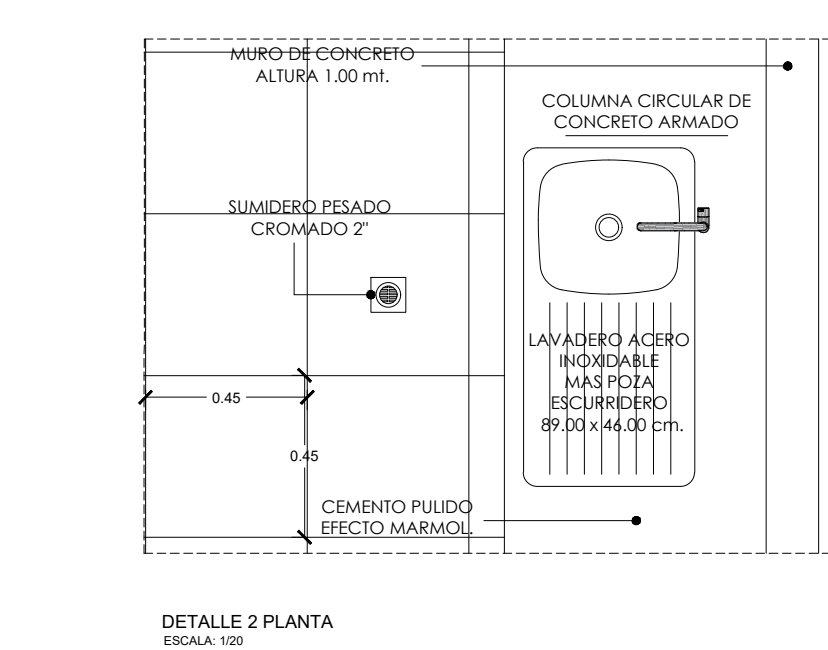 MURO DE CONCRETO
ALTURA 1.00 mt.
COLUMNA CIRCULAR DE
CONCRETO ARMADO
SUMIDERO PESADO
CROMADO 2"
LAVADERO ACERO
INOXIDABLE
MAS POZA
ESCURRIDERO
89.00 x 46.00 cm.
0.45
0.45
CEMENTO PULIDO
EFECTO MARMOL.
DETALLE 2 PLANTA
ESCALA: 1/20